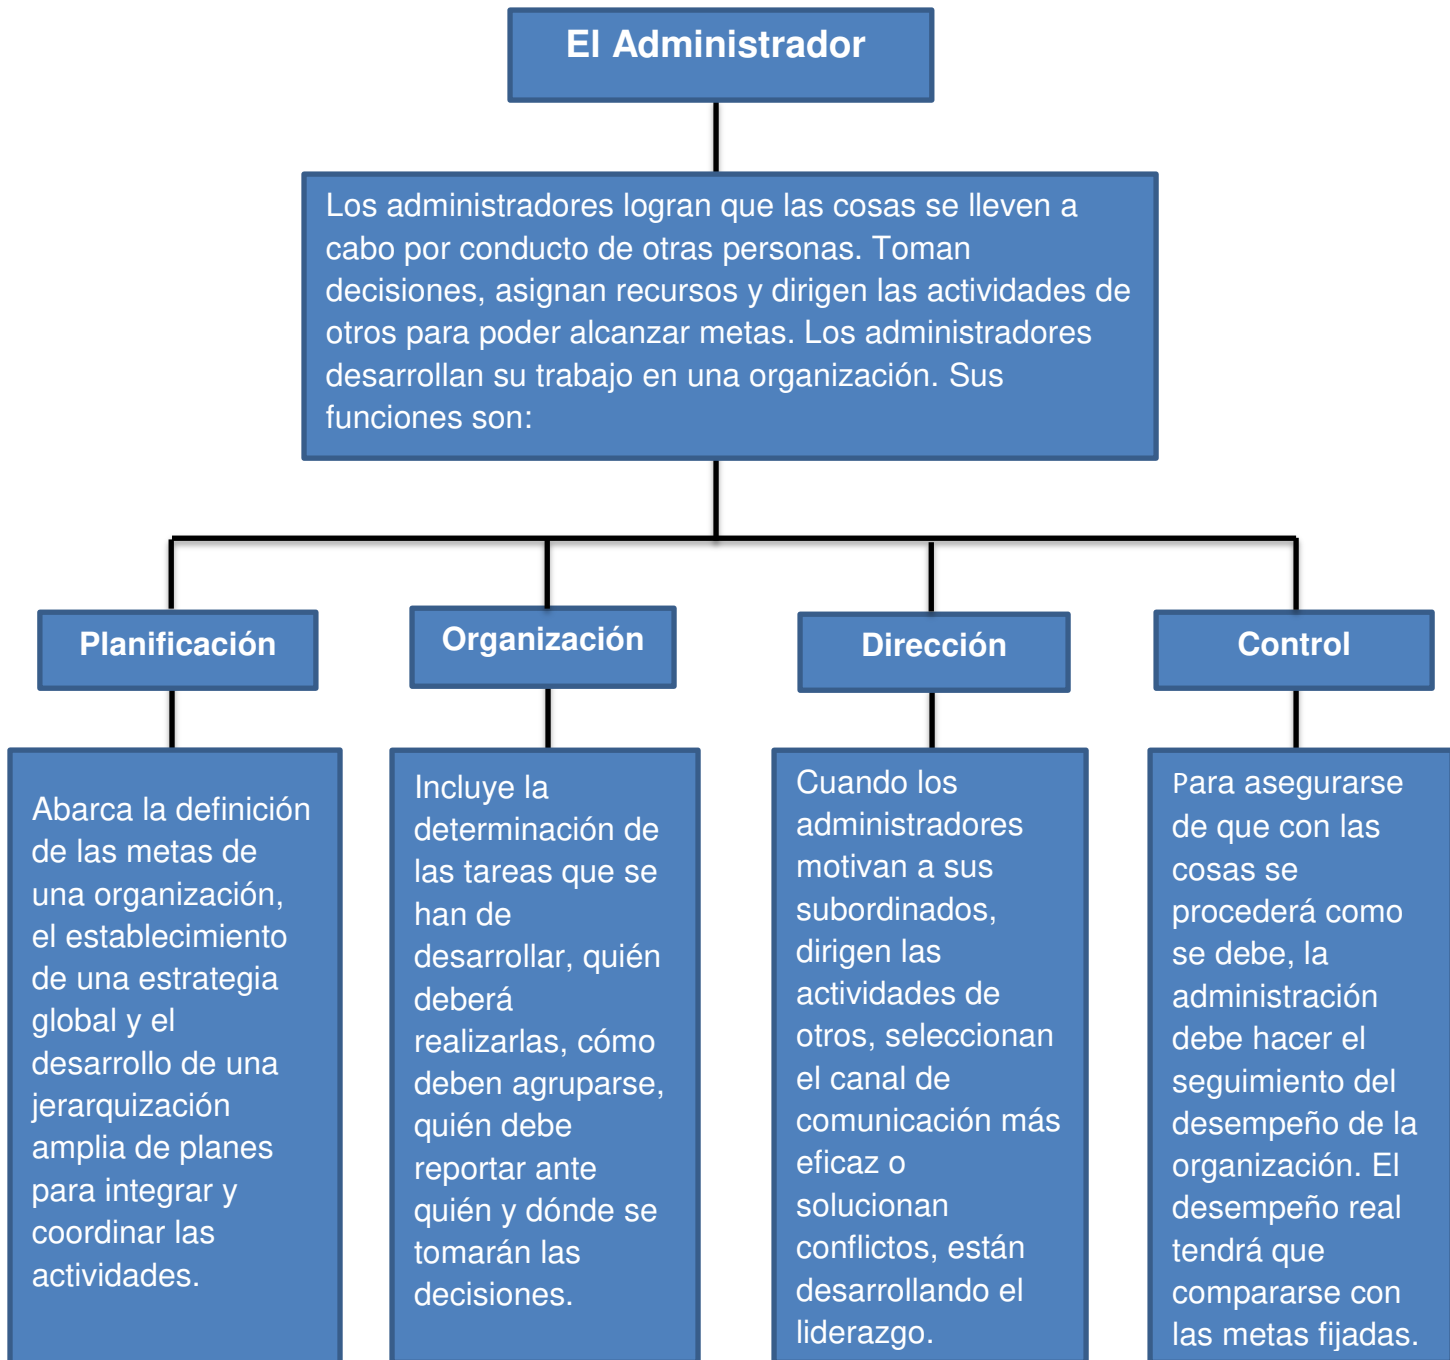 El Administrador
Los administradores logran que las cosas se lleven a
cabo por conducto de otras personas. Toman
decisiones, asignan recursos y dirigen las actividades de
otros para poder alcanzar metas. Los administradores
desarrollan su trabajo en una organización. Sus
funciones son:
Planificación
Organización
Dirección
Control
Abarca la definición
de las metas de
una organización,
el establecimiento
de una estrategia
global y el
desarrollo de una
jerarquización
amplia de planes
para integrar y
coordinar las
actividades.
Incluye la
determinación de
las tareas que se
han de
desarrollar, quién
deberá
realizarlas, cómo
deben agruparse,
quién debe
reportar ante
quién y dónde se
tomarán las
decisiones.
Cuando los
administradores
motivan a sus
subordinados,
dirigen las
actividades de
otros, seleccionan
el canal de
comunicación más
eficaz o
solucionan
conflictos, están
desarrollando el
liderazgo.
Para asegurarse
de que con las
cosas se
procederá como
se debe, la
administración
debe hacer el
seguimiento del
desempeño de la
organización. El
desempeño real
tendrá que
compararse con
las metas fijadas.